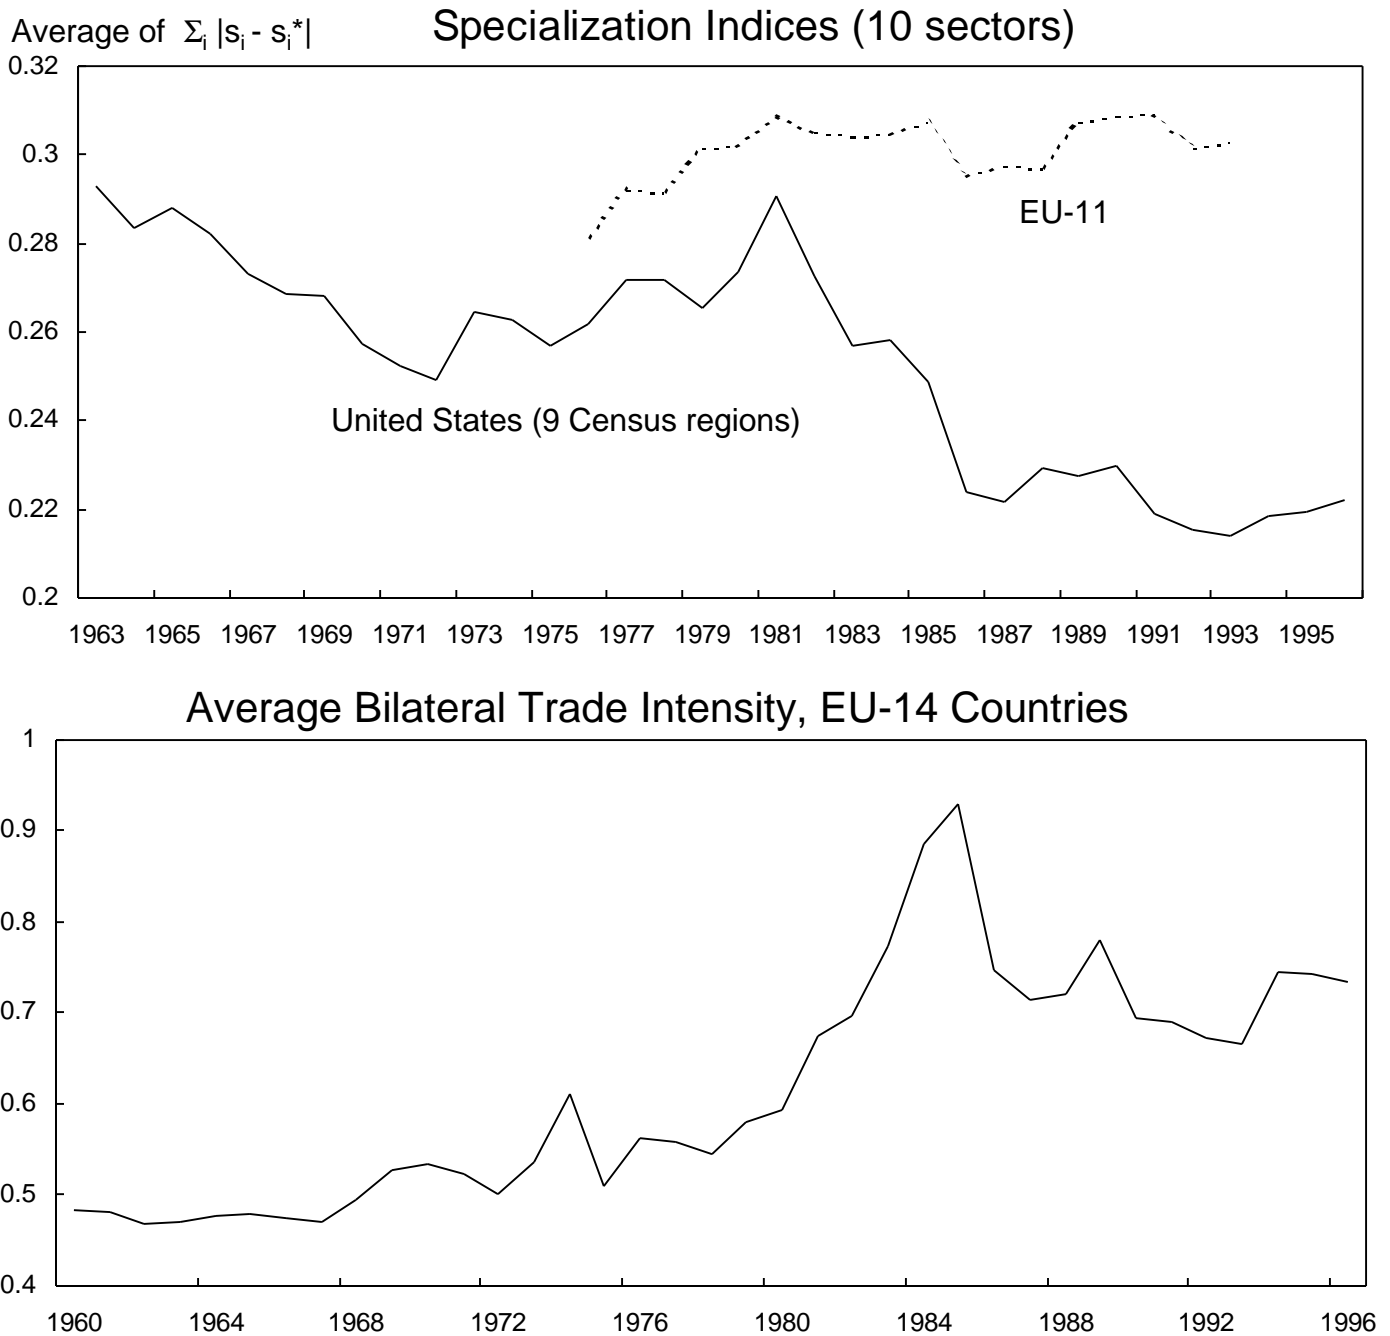 Specialization Indices (10 sectors)
Average of Σi |si - si*|
0.32
0.3
0.28
0.26
0.24
0.22
0.2
EU-11
United States (9 Census regions)
1963 1965 1967 1969 1971 1973 1975 1977 1979 1981 1983 1985 1987 1989 1991 1993 1995
Average Bilateral Trade Intensity, EU-14 Countries
1
0.9
0.8
0.7
0.6
0.5
0.4
1960 1964 1968 1972 1976 1980 1984 1988 1992 1996